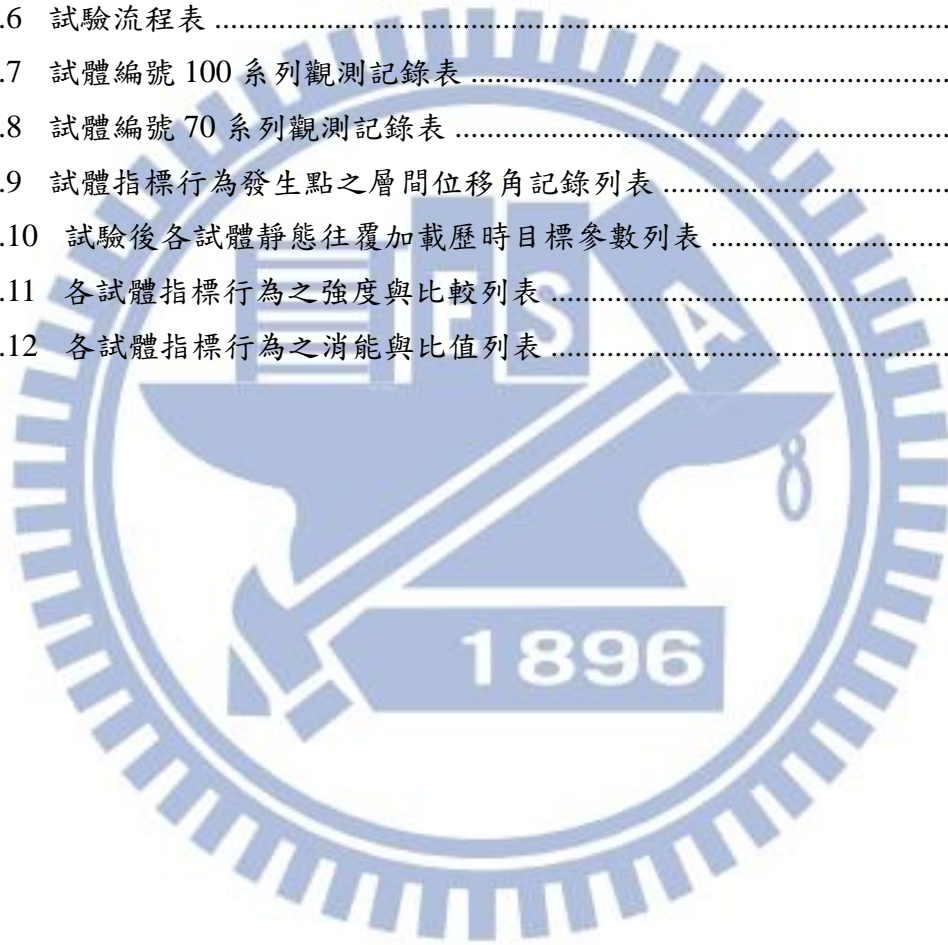 .6 試驗流程表
.7 試體編號 100 系列觀測記錄表
.8 試體編號 70 系列觀測記錄表
.9 試體指標行為發生點之層間位移角記錄列表
.10 試驗後各試體靜態往覆加載歷時目標參數列表
.11 各試體指標行為之強度與比較列表
.12 各試體指標行為之消能與比值列表
E S A
8
1896